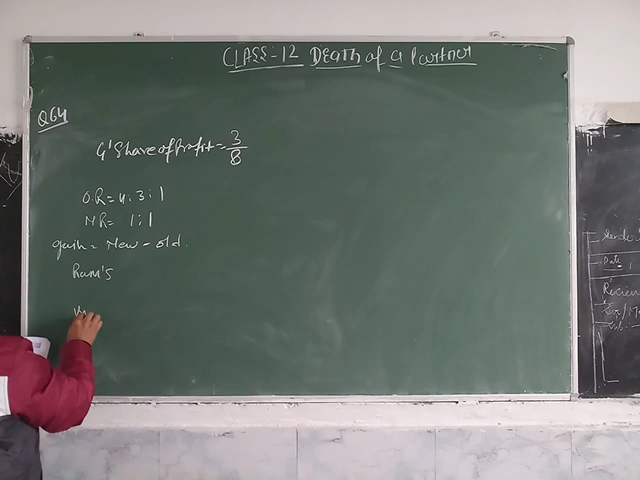 CLASS-12 Death of a Partner
Q64
G' Share of Profit = 3/8
O.R = 4:3:1
N.R = 1:1
gain = New - old.
Ram's
Date